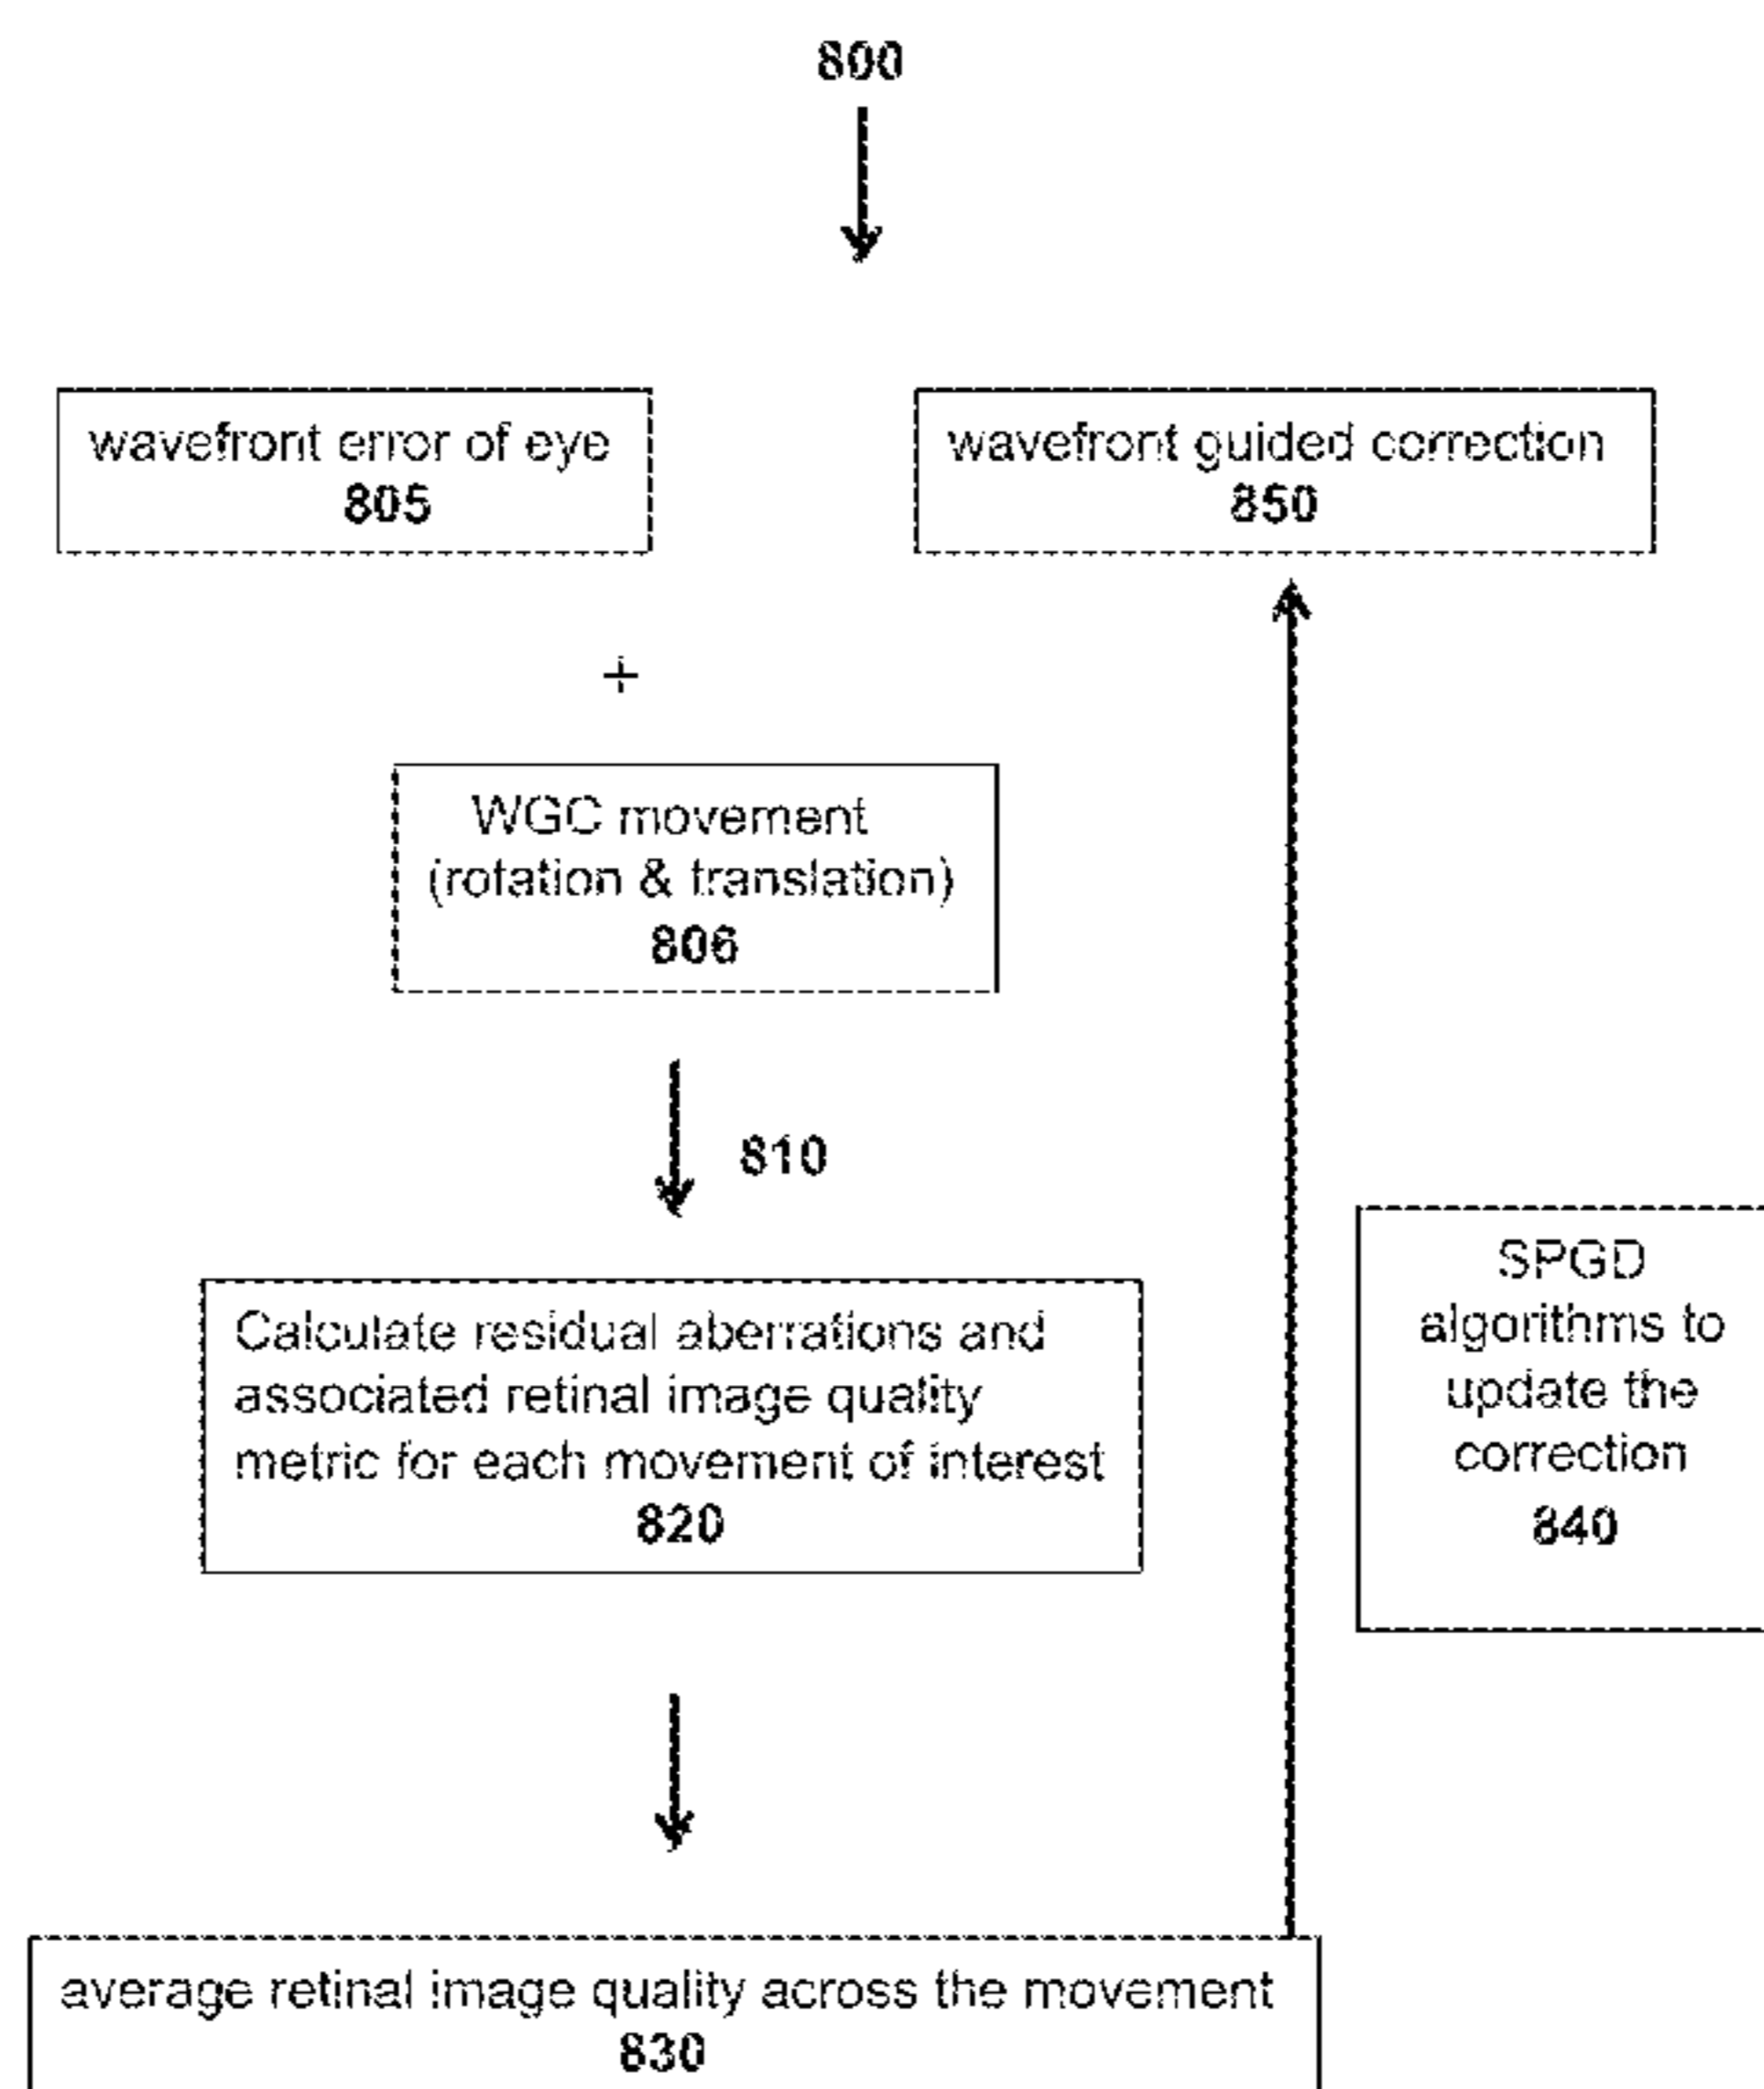 800
wavefront error of eye
805
wavefront guided correction
850
+
WGC movement
(rotation & translation)
806
810
Calculate residual aberrations and
associated retinal image quality
metric for each movement of interest
820
SPGD
algorithms to
update the
correction
840
average retinal image quality across the movement
830